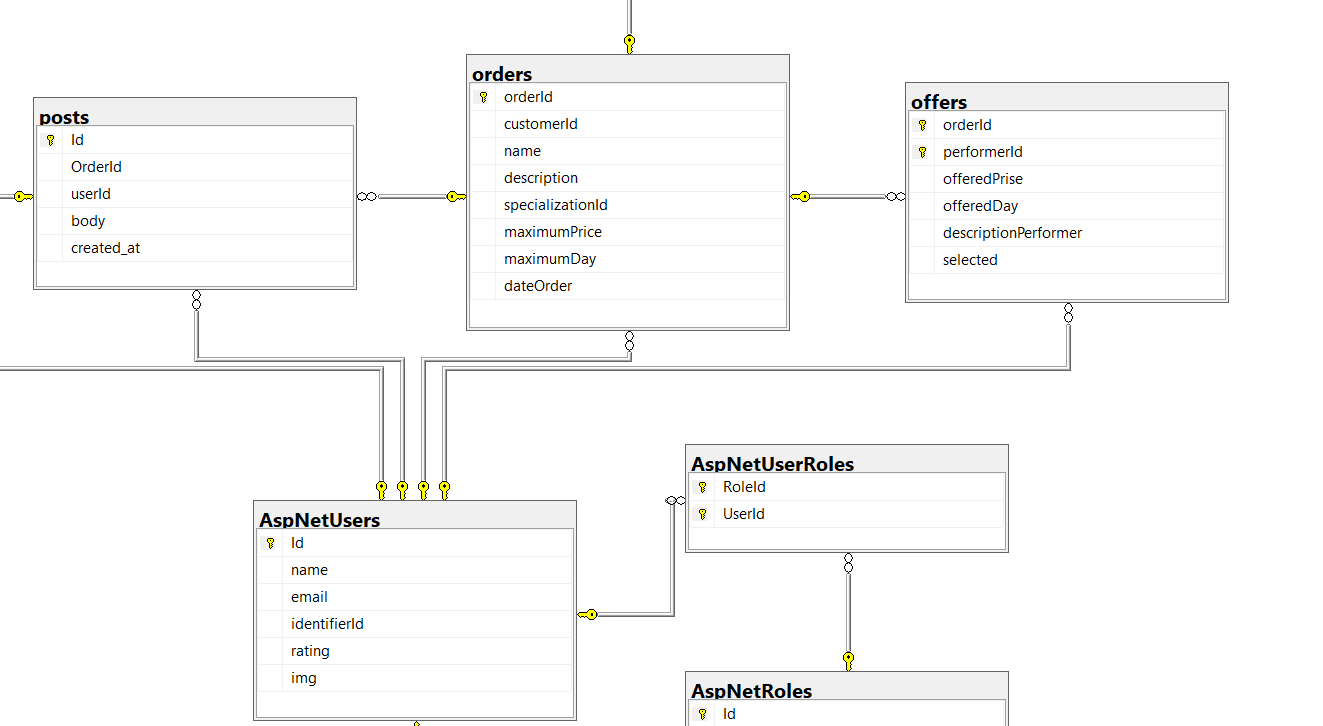 posts
Id
OrderId
userId
body
created_at
orders
orderId
customerId
name
description
specializationId
maximumPrice
maximumDay
dateOrder
offers
orderId
performerId
offeredPrise
offeredDay
descriptionPerformer
selected
AspNetUsers
Id
name
email
identifierId
rating
img
AspNetUserRoles
RoleId
UserId
AspNetRoles
Id